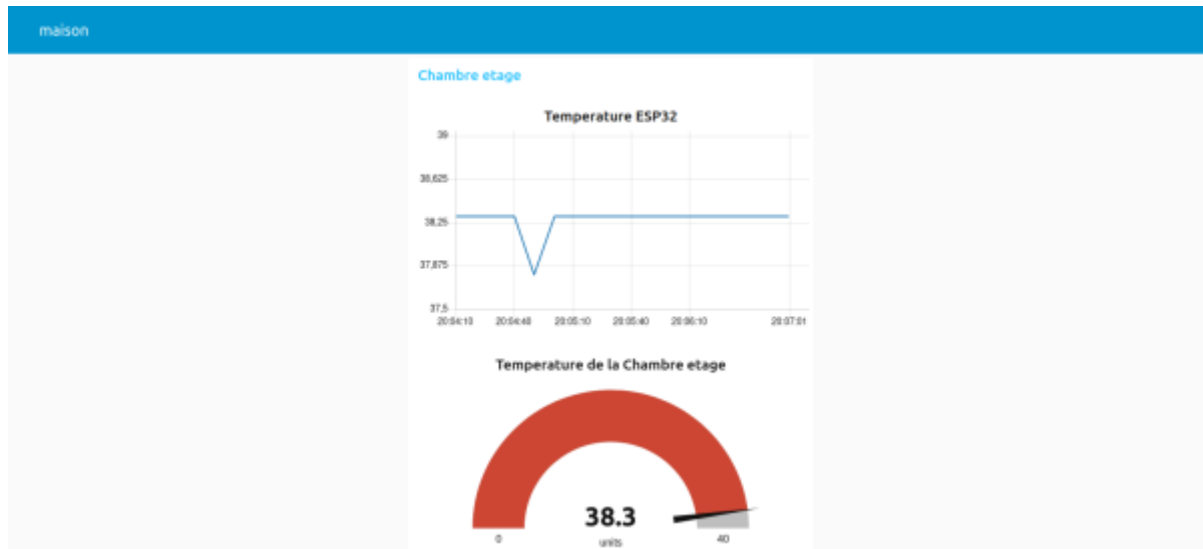 maison
Chambre etage
Temperature ESP32
39
38,625
38,25
37,875
37,5
20:04:10 20:04:40 20:05:10 20:05:40 20:06:10 20:07:01
Temperature de la Chambre etage
38.3
0 units 40